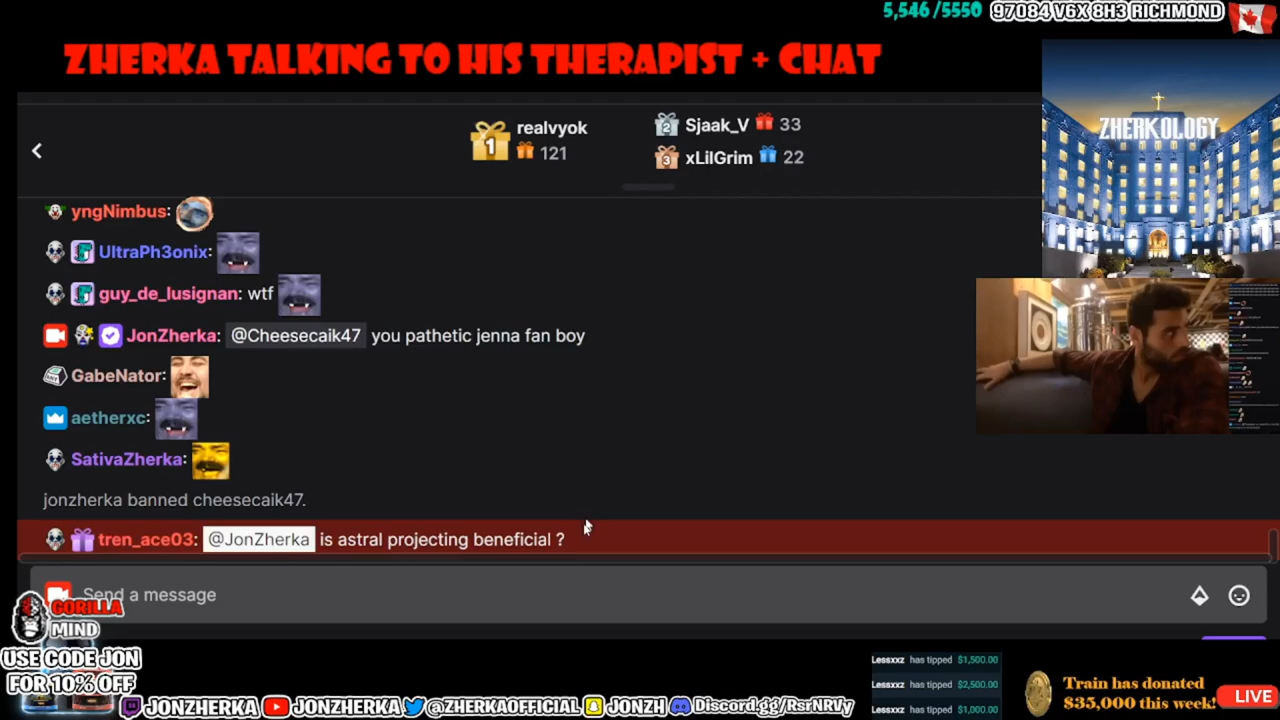 5,546 /5550
97084 V6X 8H3 RICHMOND
ZHERKA TALKING TO HIS THERAPIST + CHAT
ZHERKOLOGY
1
realvyok
121
2 Sjaak_V 33
3 xLilGrim 22
yngNimbus:
UltraPh3onix:
guy_de_lusignan: wtf
JonZherka: @Cheesecaik47 you pathetic jenna fan boy
GabeNator:
aetherxc:
SativaZherka:
jonzherka banned cheesecaik47.
tren_ace03: @JonZherka is astral projecting beneficial ?
Send a message
GORILLA
MIND
USE CODE JON
FOR 10% OFF
JONZHERKA JONZHERKA @ZHERKAOFFICIAL JONZH Discord.gg/RsrNRVy
Lessxxz has tipped $1,500.00
Lessxxz has tipped $2,500.00
Lessxxz has tipped $1,000.00
Train has donated
$35,000 this week!
LIVE